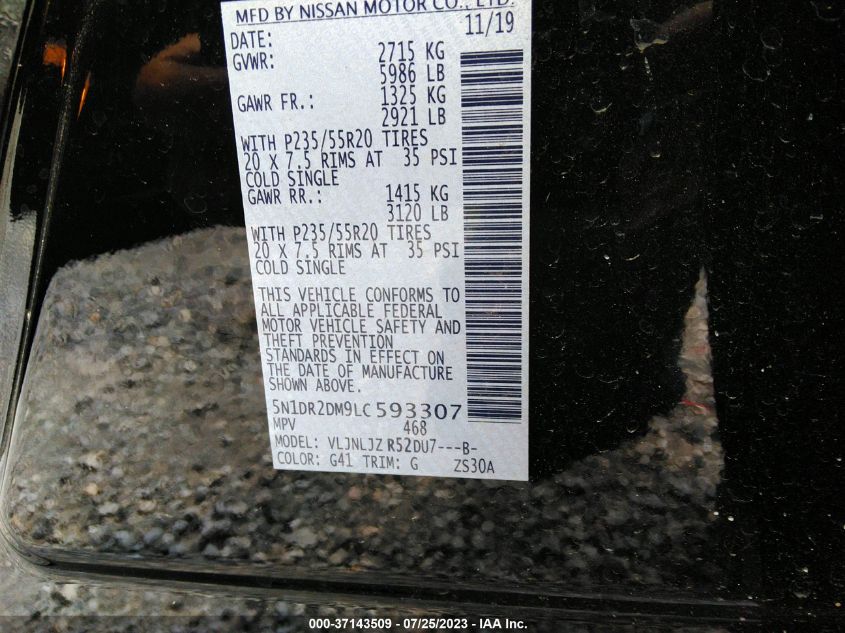 MFD BY NISSAN MOTOR CO., LTD.
DATE: 11/19
GVWR: 2715 KG
5986 LB
GAWR FR.: 1325 KG
2921 LB
WITH P235/55R20 TIRES
20 X 7.5 RIMS AT 35 PSI
COLD SINGLE
GAWR RR.: 1415 KG
3120 LB
WITH P235/55R20 TIRES
20 X 7.5 RIMS AT 35 PSI
COLD SINGLE
THIS VEHICLE CONFORMS TO
ALL APPLICABLE FEDERAL
MOTOR VEHICLE SAFETY AND
THEFT PREVENTION
STANDARDS IN EFFECT ON
THE DATE OF MANUFACTURE
SHOWN ABOVE.
5N1DR2DM9LC593307
MPV 468
MODEL: VLJNLJZ R52DU7---B-
COLOR: G41 TRIM: G ZS30A
000-37143509 - 07/25/2023 - IAA Inc.